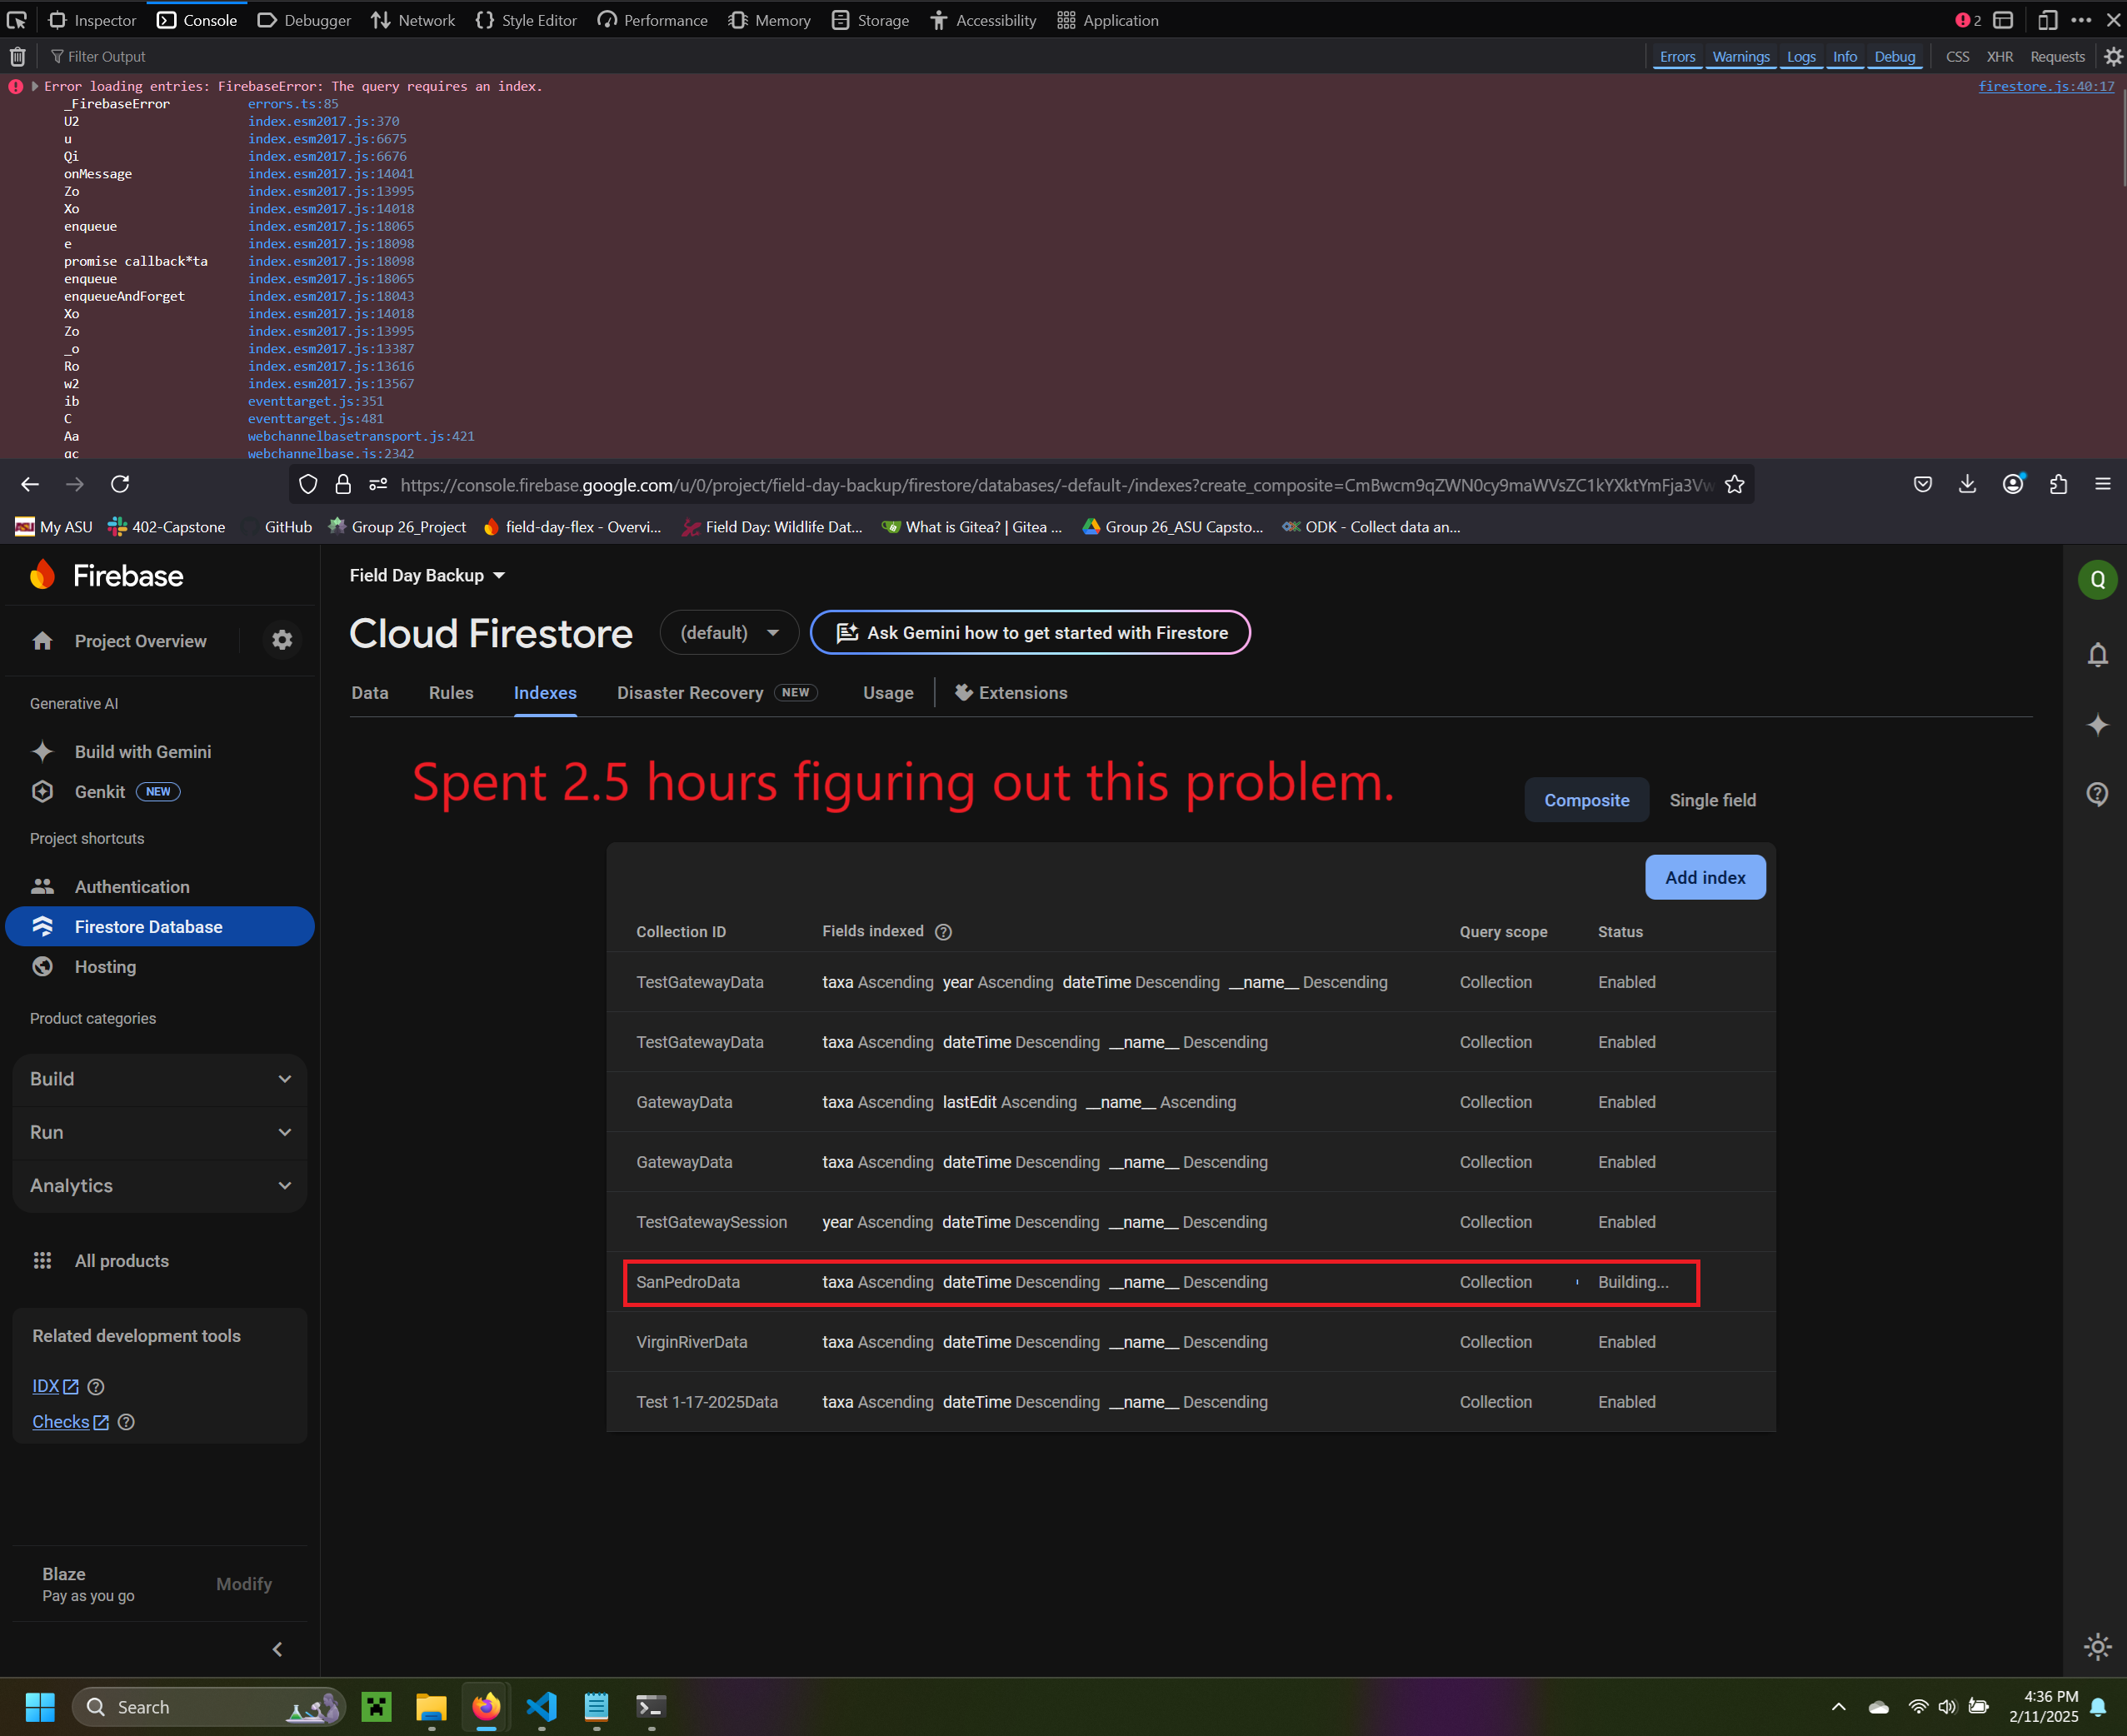 Inspector Console Debugger Network Style Editor Performance Memory Storage Accessibility Application 2
Filter Output Errors Warnings Logs Info Debug CSS XHR Requests
Error loading entries: FirebaseError: The query requires an index. firestore.js:40:17
_FirebaseError errors.ts:85
U2 index.esm2017.js:370
u index.esm2017.js:6675
Qi index.esm2017.js:6676
onMessage index.esm2017.js:14041
Zo index.esm2017.js:13995
Xo index.esm2017.js:14018
enqueue index.esm2017.js:18065
e index.esm2017.js:18098
promise callback*ta index.esm2017.js:18098
enqueue index.esm2017.js:18065
enqueueAndForget index.esm2017.js:18043
Xo index.esm2017.js:14018
Zo index.esm2017.js:13995
_o index.esm2017.js:13387
Ro index.esm2017.js:13616
w2 index.esm2017.js:13567
ib eventtarget.js:351
C eventtarget.js:481
Aa webchannelbasetransport.js:421
gc webchannelbase.js:2342
https://console.firebase.google.com/u/0/project/field-day-backup/firestore/databases/-default-/indexes?create_composite=CmBwcm9qZWN0cy9maWVsZC1kYXktYmFja3Vw
My ASU 402-Capstone GitHub Group 26_Project field-day-flex - Overvi... Field Day: Wildlife Dat... What is Gitea? | Gitea ... Group 26_ASU Capsto... ODK - Collect data an...
Firebase
Project Overview
Generative AI
Build with Gemini
Genkit NEW
Project shortcuts
Authentication
Firestore Database
Hosting
Product categories
Build
Run
Analytics
All products
Related development tools
IDX
Checks
Blaze
Pay as you go
Modify
Field Day Backup
Q
Cloud Firestore (default) Ask Gemini how to get started with Firestore
Data Rules Indexes Disaster Recovery NEW Usage Extensions
Spent 2.5 hours figuring out this problem.
Composite Single field
Add index
Collection ID Fields indexed Query scope Status
TestGatewayData taxa Ascending year Ascending dateTime Descending __name__ Descending Collection Enabled
TestGatewayData taxa Ascending dateTime Descending __name__ Descending Collection Enabled
GatewayData taxa Ascending lastEdit Ascending __name__ Ascending Collection Enabled
GatewayData taxa Ascending dateTime Descending __name__ Descending Collection Enabled
TestGatewaySession year Ascending dateTime Descending __name__ Descending Collection Enabled
SanPedroData taxa Ascending dateTime Descending __name__ Descending Collection Building...
VirginRiverData taxa Ascending dateTime Descending __name__ Descending Collection Enabled
Test 1-17-2025Data taxa Ascending dateTime Descending __name__ Descending Collection Enabled
Search
4:36 PM
2/11/2025